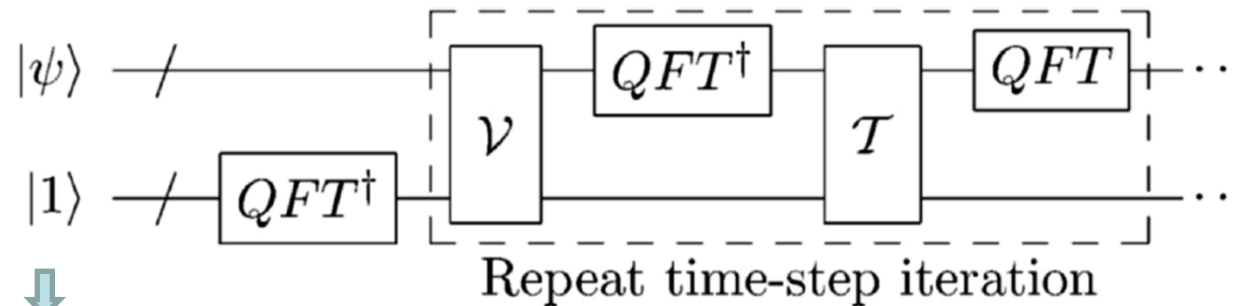 |ψ⟩ 𝒱 QFT† 𝒯 QFT ··
|1⟩ QFT† ··
Repeat time-step iteration